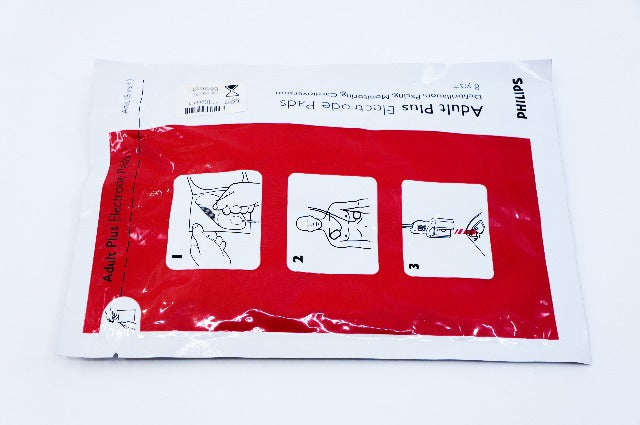 PHILIPS
Adult Plus Electrode Pads
Defibrillation, Pacing, Monitoring, Cardioversion
8 yrs+
1
2
3
Adult Plus Electrode Pads